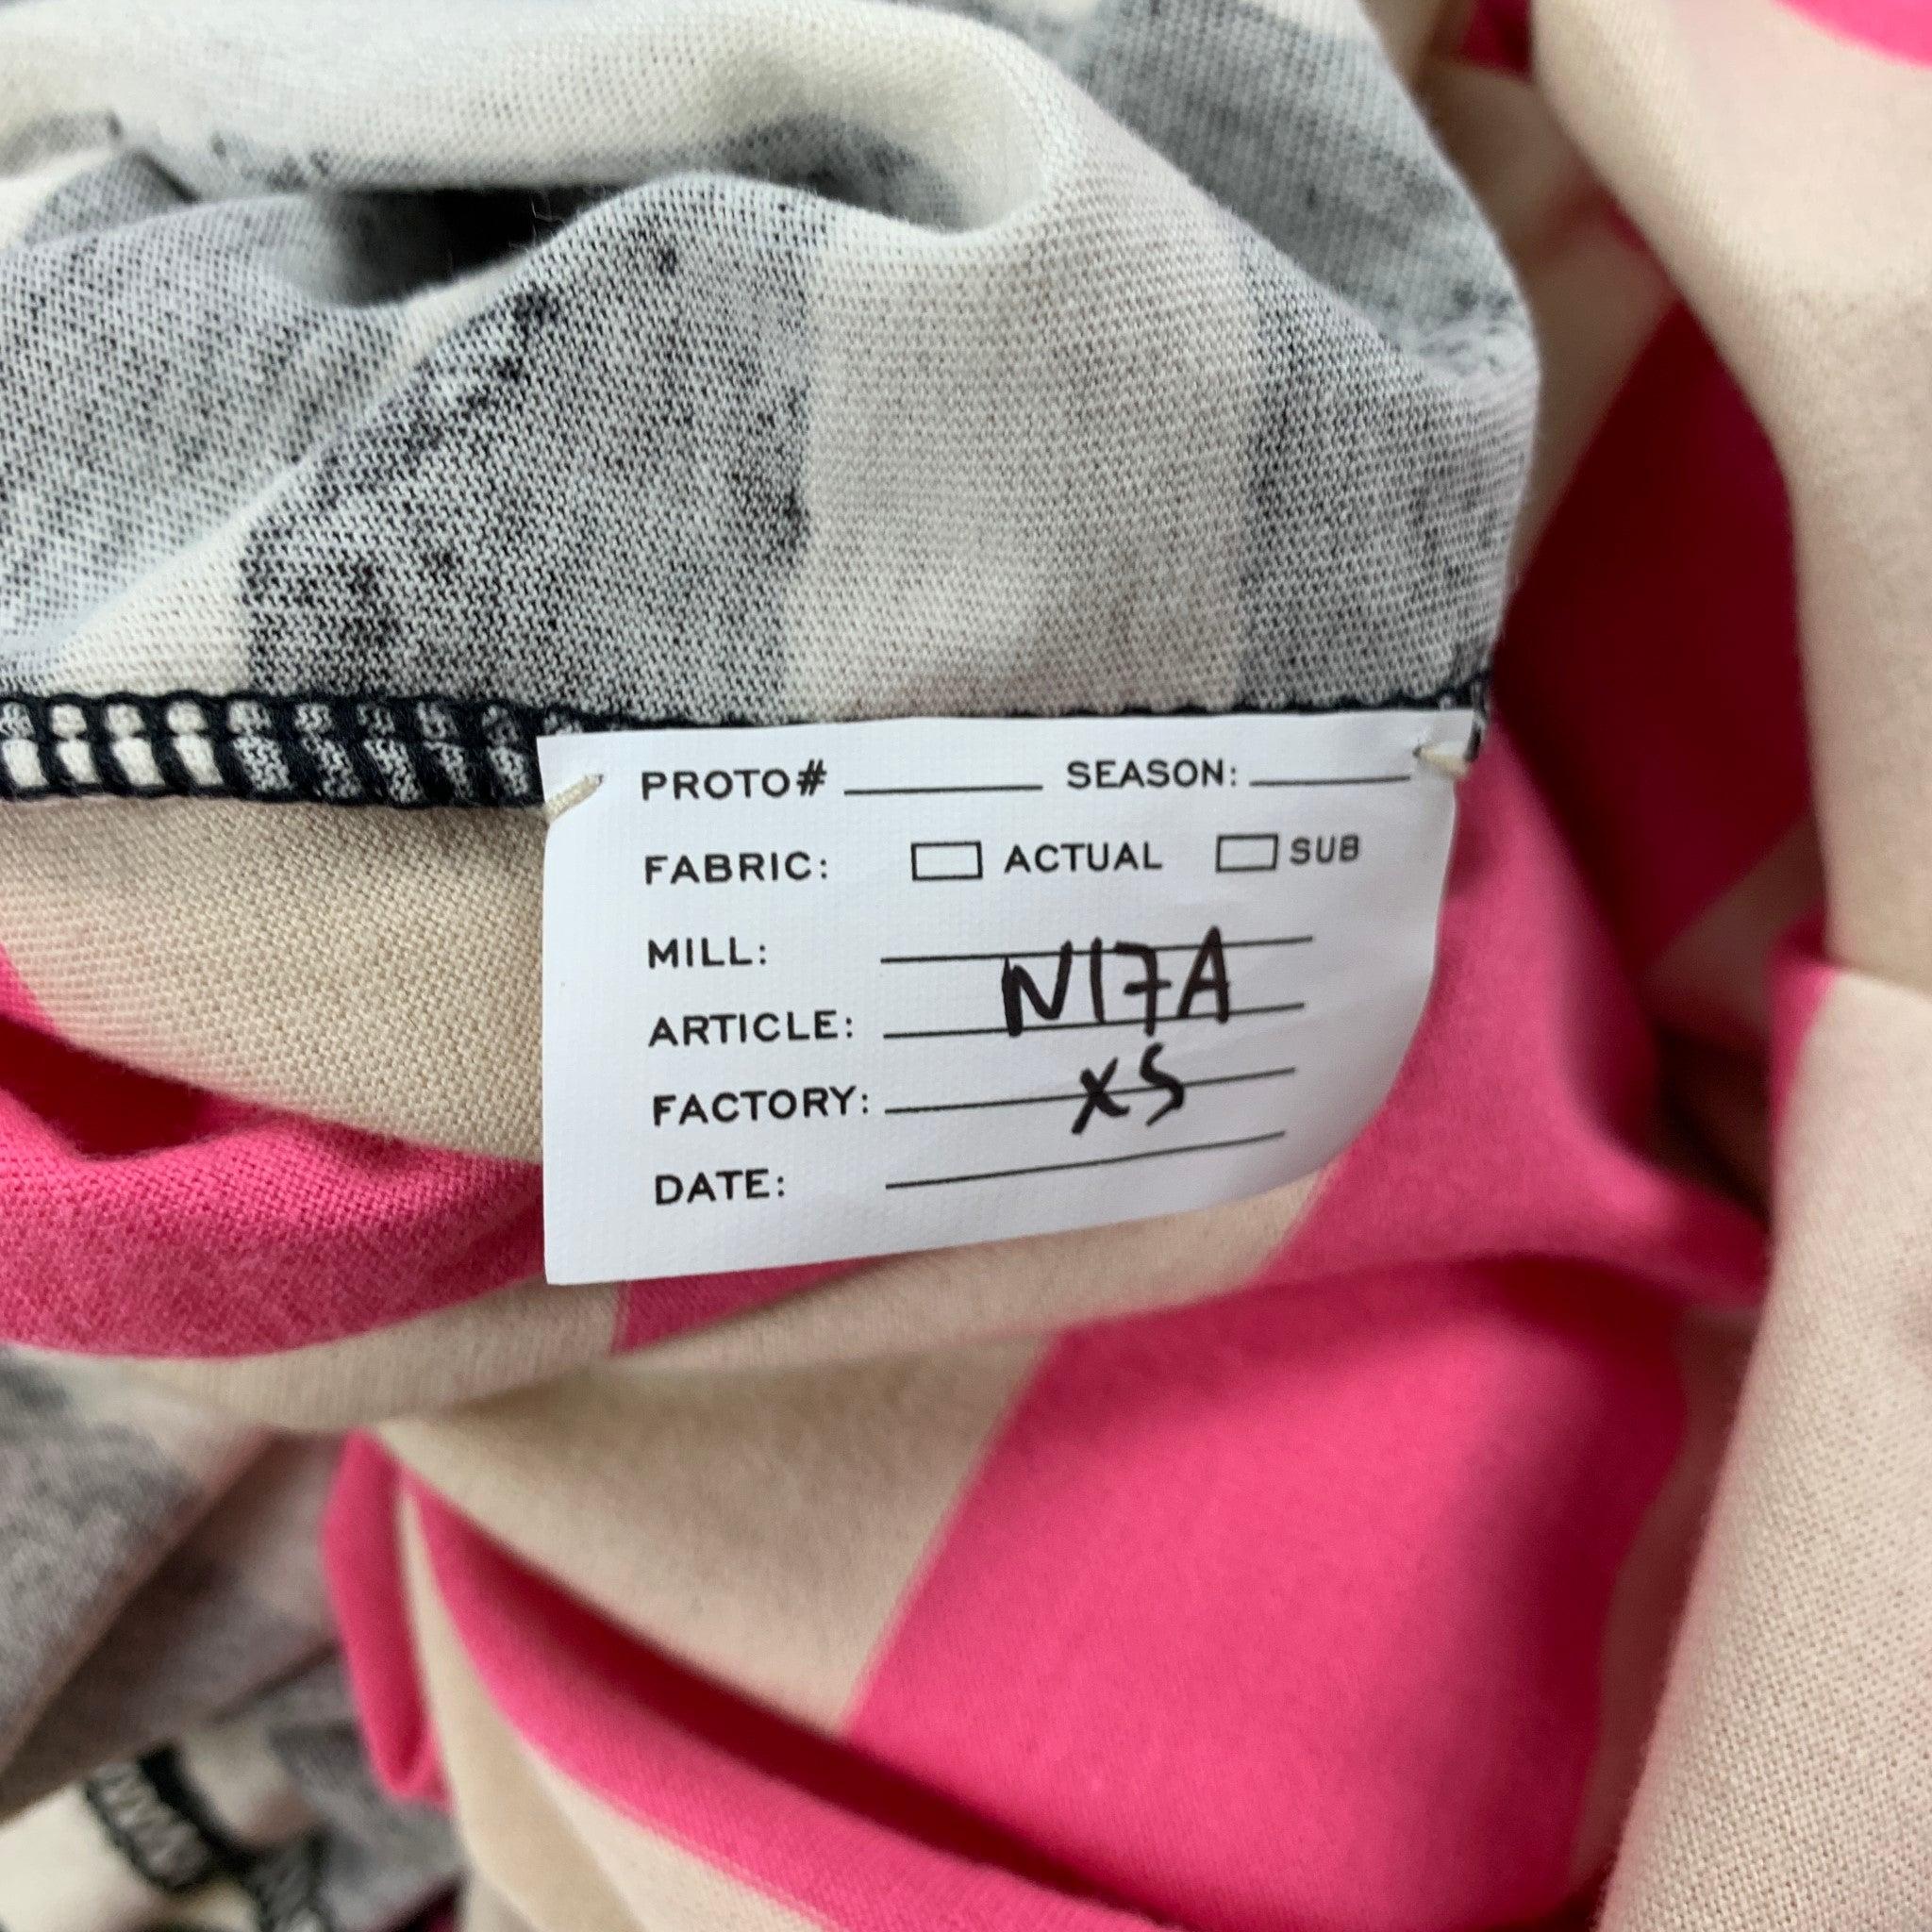 PROTO# SEASON:
FABRIC: ACTUAL SUB
MILL:
ARTICLE: N17A
FACTORY: XS
DATE: